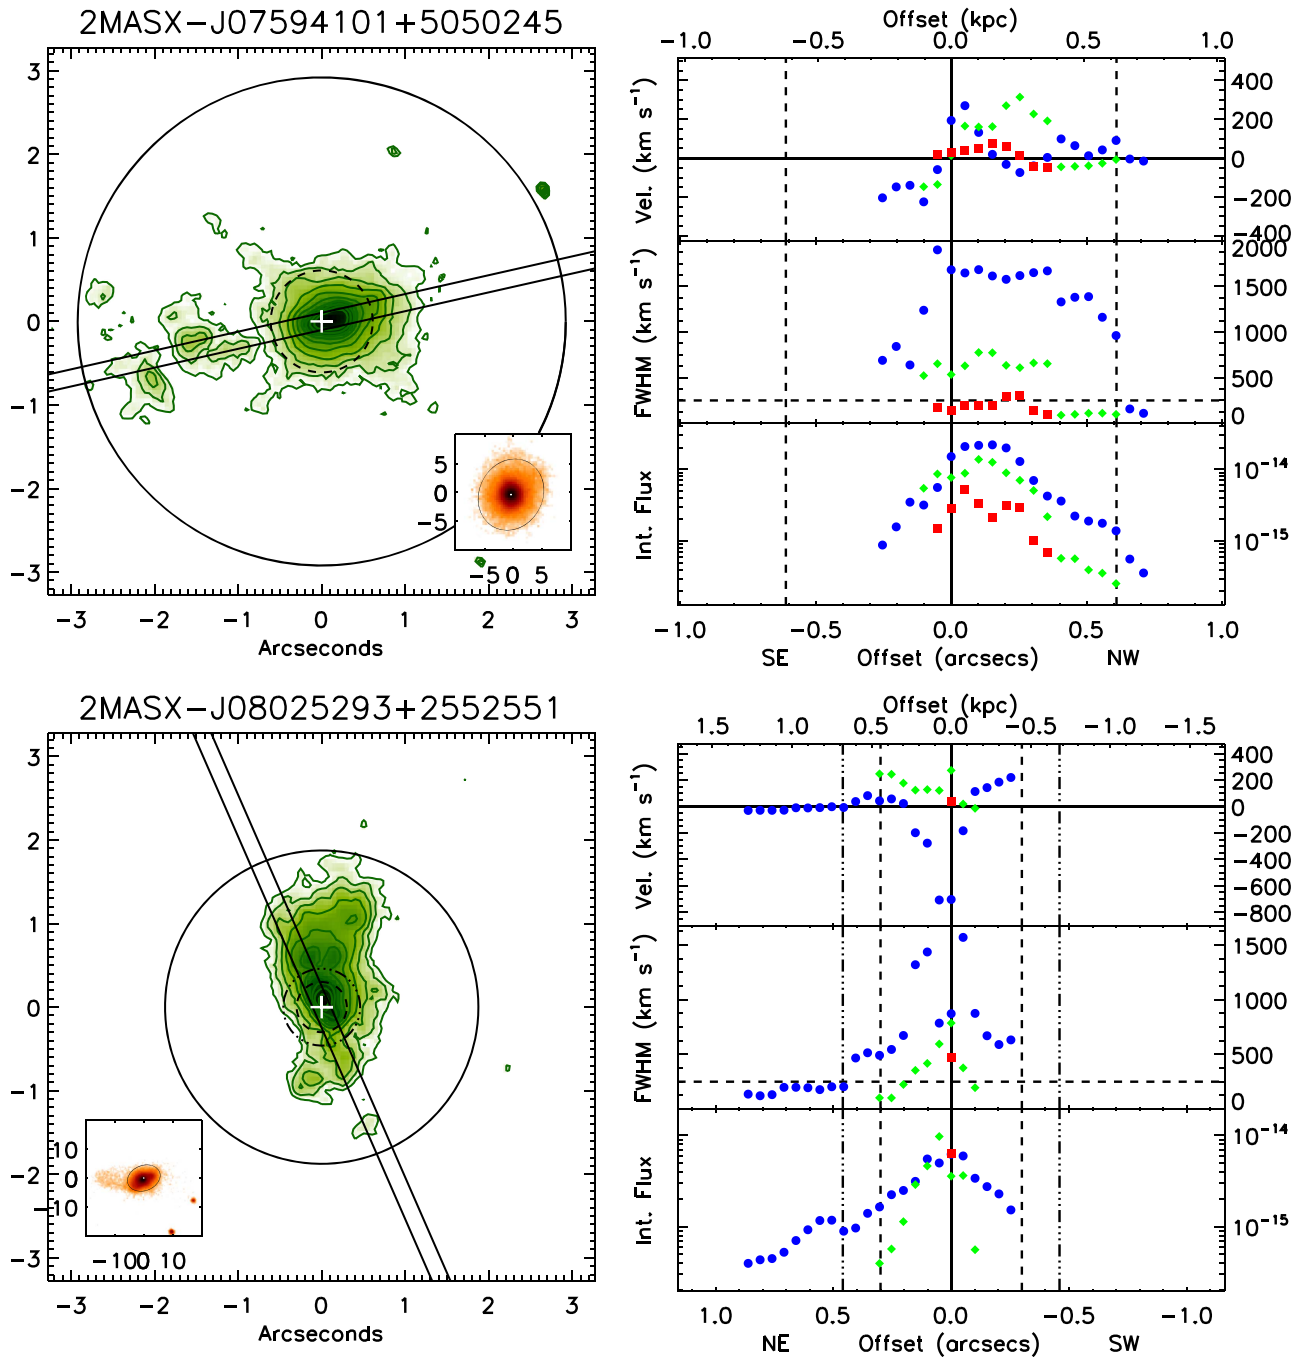 2MASX-J07594101+5050245
3
2
1
0
-1
-2
-3
-3 -2 -1 0 1 2 3
Arcseconds
5
0
-5
-5 0 5
Offset (kpc)
-1.0 -0.5 0.0 0.5 1.0
Vel. (km s⁻¹)
400
200
0
-200
-400
FWHM (km s⁻¹)
2000
1500
1000
500
0
Int. Flux
10⁻¹⁴
10⁻¹⁵
-1.0 -0.5 0.0 0.5 1.0
SE Offset (arcsecs) NW
2MASX-J08025293+2552551
3
2
1
0
-1
-2
-3
-3 -2 -1 0 1 2 3
Arcseconds
10
0
-10
-10 0 10
Offset (kpc)
1.5 1.0 0.5 0.0 -0.5 -1.0 -1.5
Vel. (km s⁻¹)
400
200
0
-200
-400
-600
-800
FWHM (km s⁻¹)
1500
1000
500
0
Int. Flux
10⁻¹⁴
10⁻¹⁵
1.0 0.5 0.0 -0.5 -1.0
NE Offset (arcsecs) SW